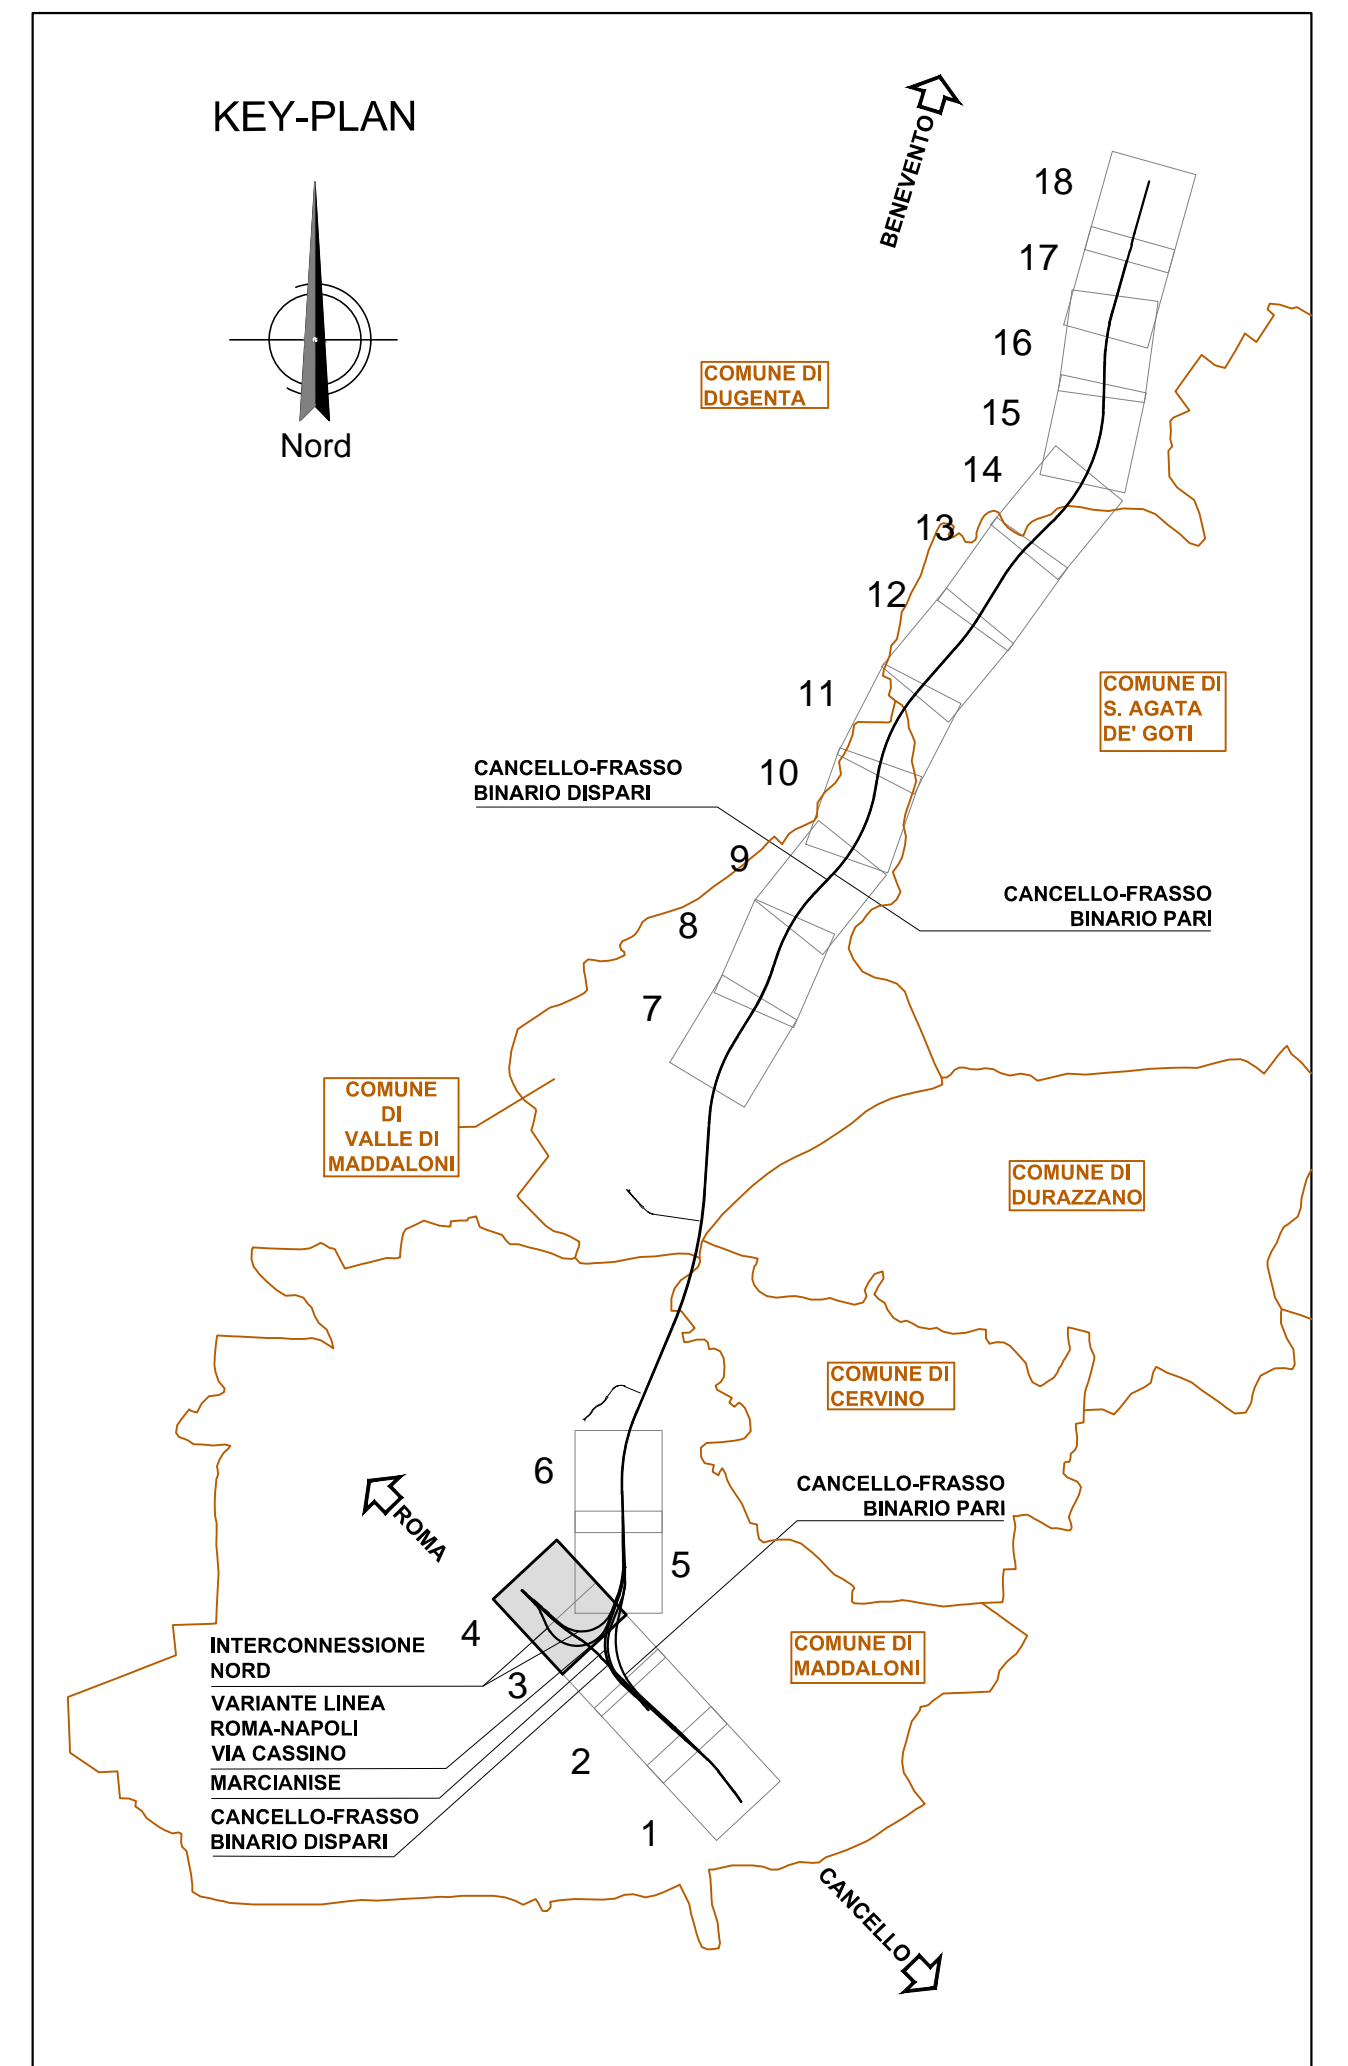 KEY-PLAN
Nord
BENEVENTO
18
17
16
15
14
13
12
11
10
9
8
7
COMUNE DI
DUGENTA
COMUNE DI
S. AGATA
DE' GOTI
CANCELLO-FRASSO
BINARIO DISPARI
CANCELLO-FRASSO
BINARIO PARI
COMUNE
DI
VALLE DI
MADDALONI
COMUNE DI
DURAZZANO
COMUNE DI
CERVINO
6
ROMA
CANCELLO-FRASSO
BINARIO PARI
5
4
3
2
1
INTERCONNESSIONE
NORD
VARIANTE LINEA
ROMA-NAPOLI
VIA CASSINO
MARCIANISE
CANCELLO-FRASSO
BINARIO DISPARI
COMUNE DI
MADDALONI
CANCELLO